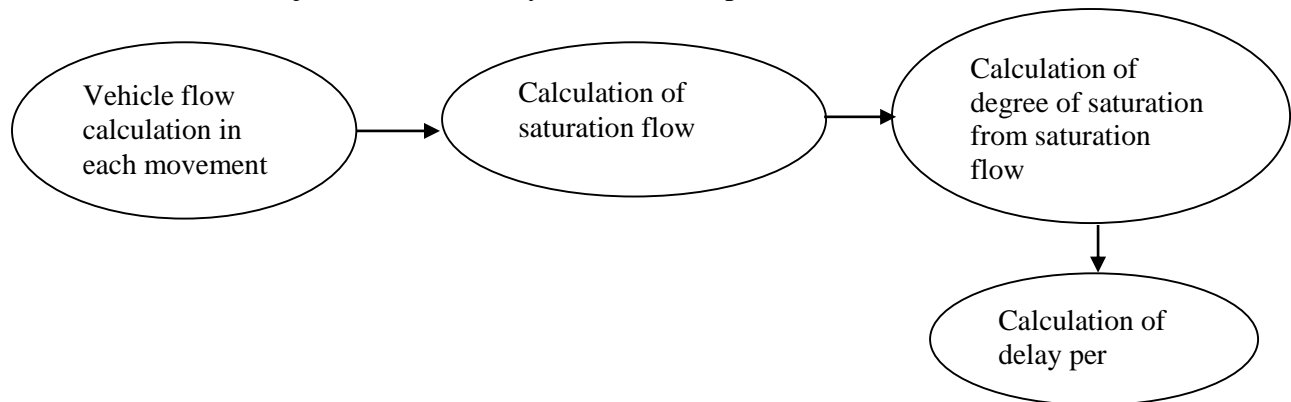 Vehicle flow
calculation in
each movement
Calculation of
saturation flow
Calculation of
degree of saturation
from saturation
flow
Calculation of
delay per